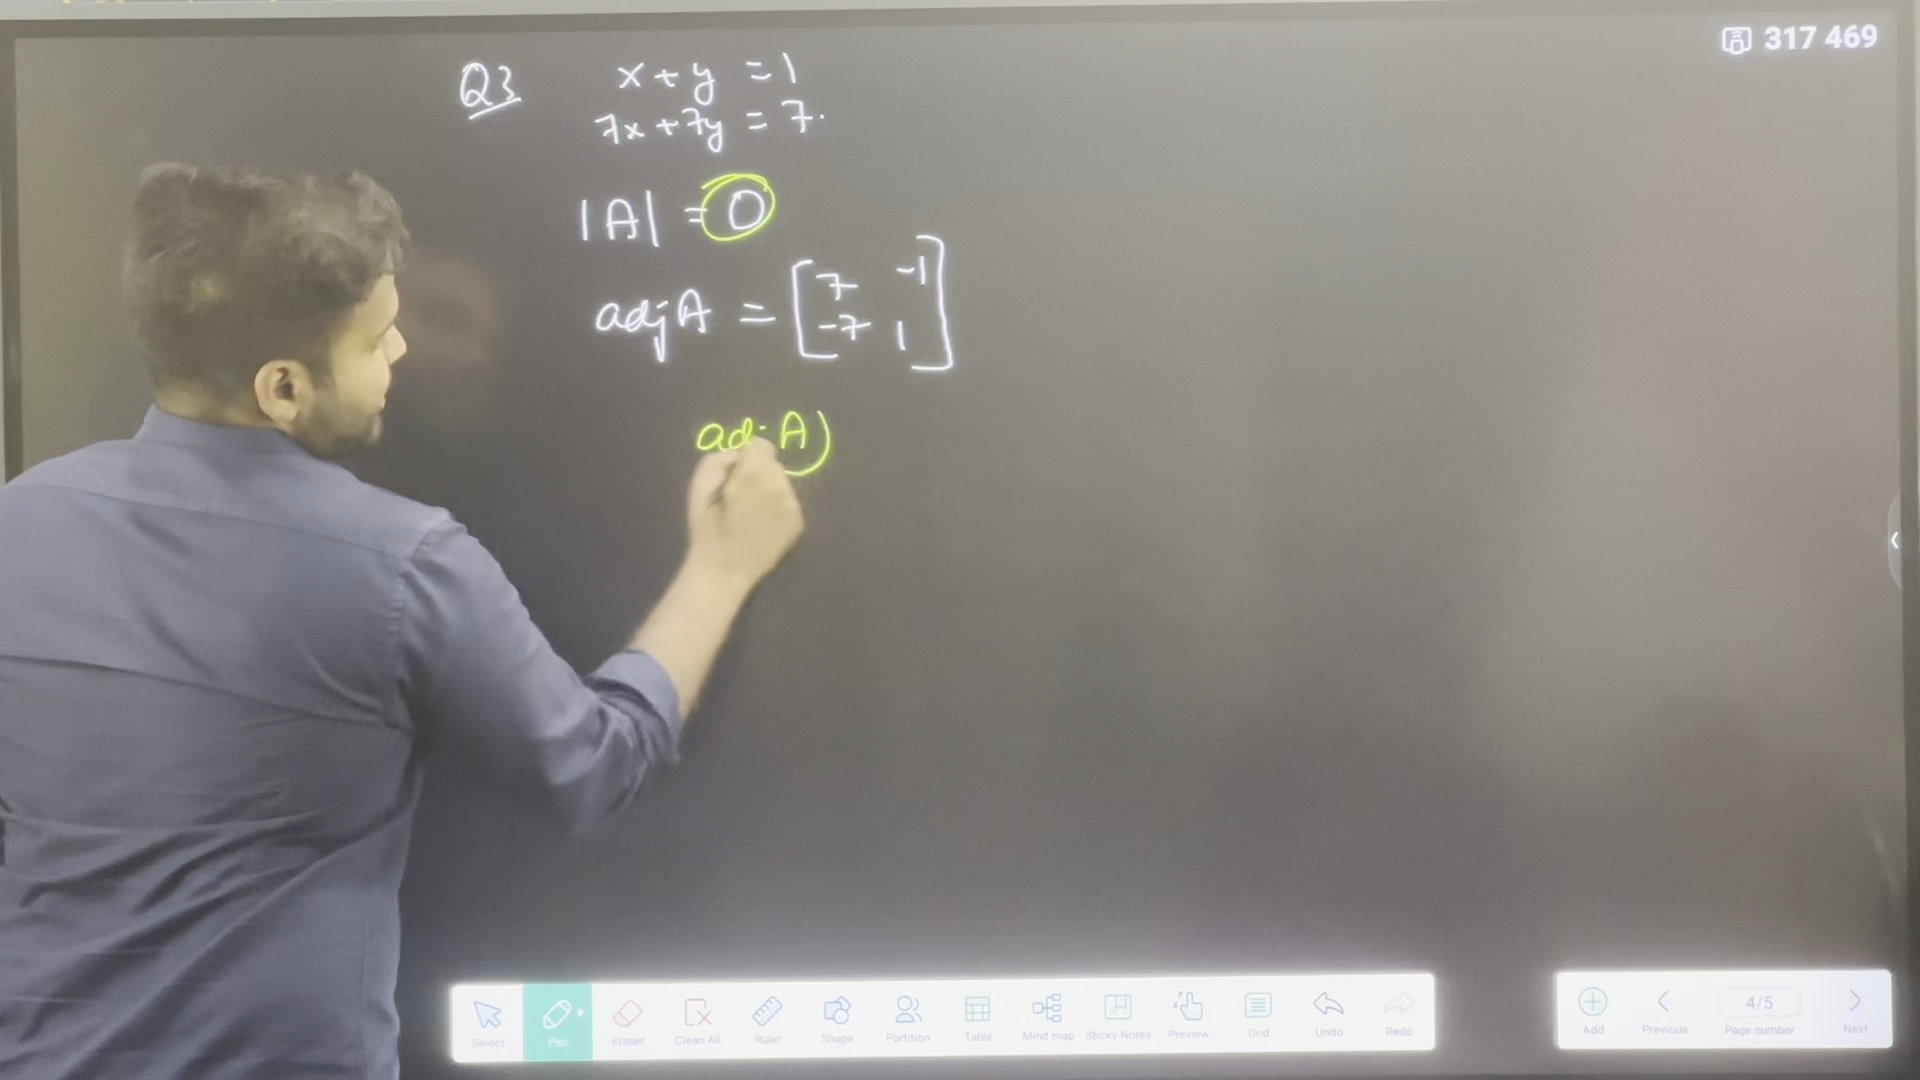 317 469
Q3 x + y = 1
7x + 7y = 7.
|A| = 0
adj A = [7 -1
-7 1]
adj A)
Select Pen Eraser Clean All Ruler Shape Partition Table Mind map Sticky Notes Preview Grid Undo Redo
Add Previous 4/5 Page number Next